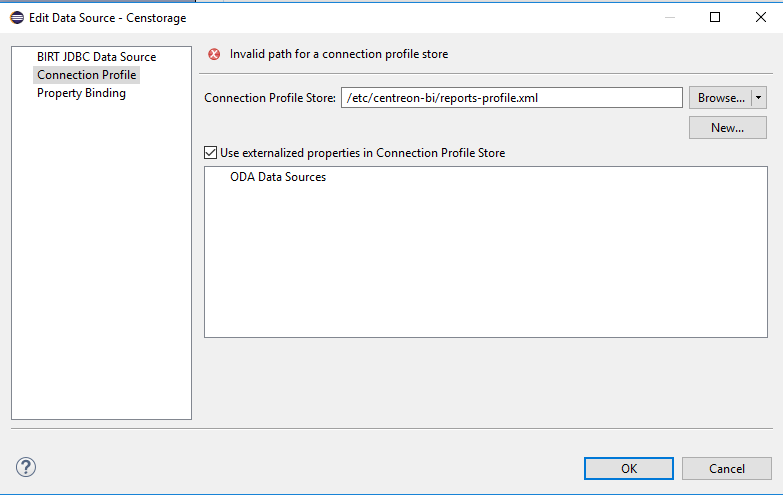 Edit Data Source - Censtorage
BIRT JDBC Data Source
Connection Profile
Property Binding
Invalid path for a connection profile store
Connection Profile Store: /etc/centreon-bi/reports-profile.xml Browse...
New...
Use externalized properties in Connection Profile Store
ODA Data Sources
?
OK Cancel